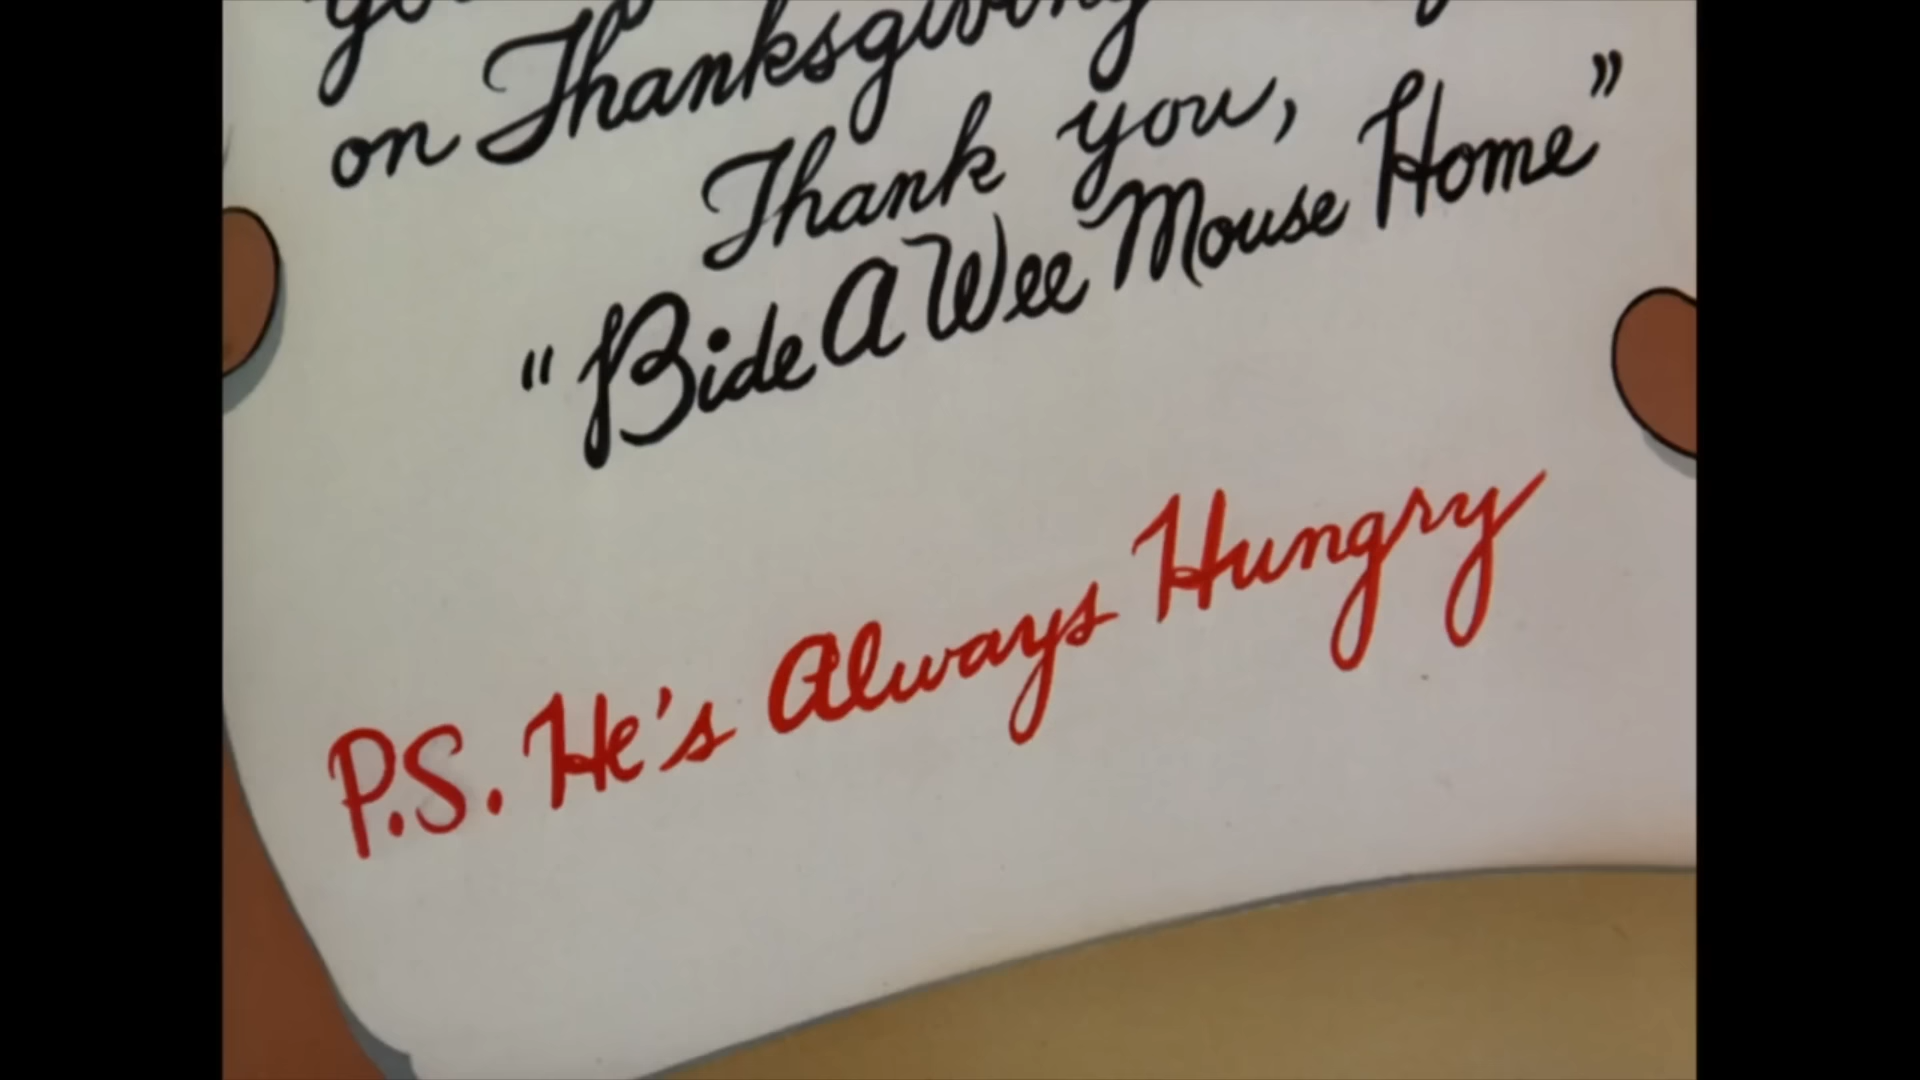 on Thanksgiving
Thank you,
"Bide A Wee Mouse Home"
P.S. He's Always Hungry